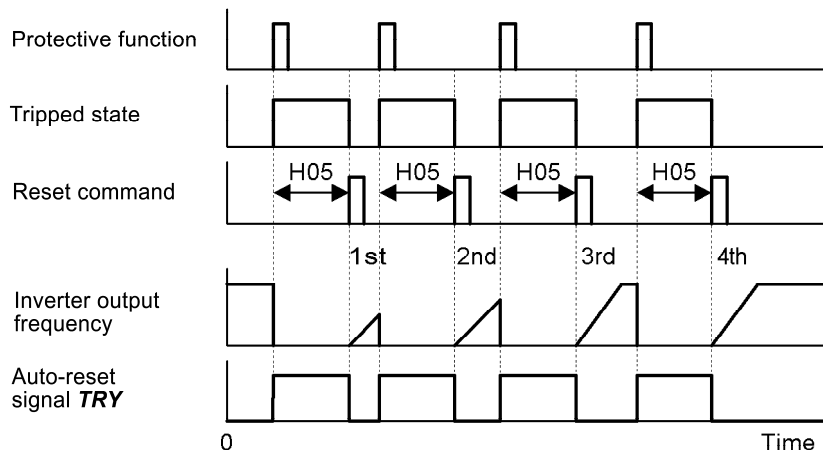 Protective function
Tripped state
H05 H05 H05 H05
Reset command
1st 2nd 3rd 4th
Inverter output
frequency
Auto-reset
signal TRY
0 Time